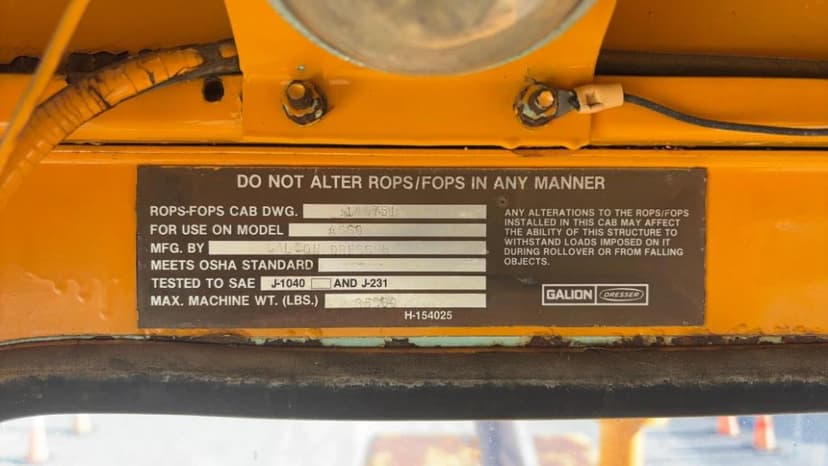 DO NOT ALTER ROPS/FOPS IN ANY MANNER
ROPS-FOPS CAB DWG.
FOR USE ON MODEL
MFG. BY DRESSER
MEETS OSHA STANDARD
TESTED TO SAE J-1040 AND J-231
MAX. MACHINE WT. (LBS.)
H-154025
ANY ALTERATIONS TO THE ROPS/FOPS
INSTALLED IN THIS CAB MAY AFFECT
THE ABILITY OF THIS STRUCTURE TO
WITHSTAND LOADS IMPOSED ON IT
DURING ROLLOVER OR FROM FALLING
OBJECTS.
GALION DRESSER